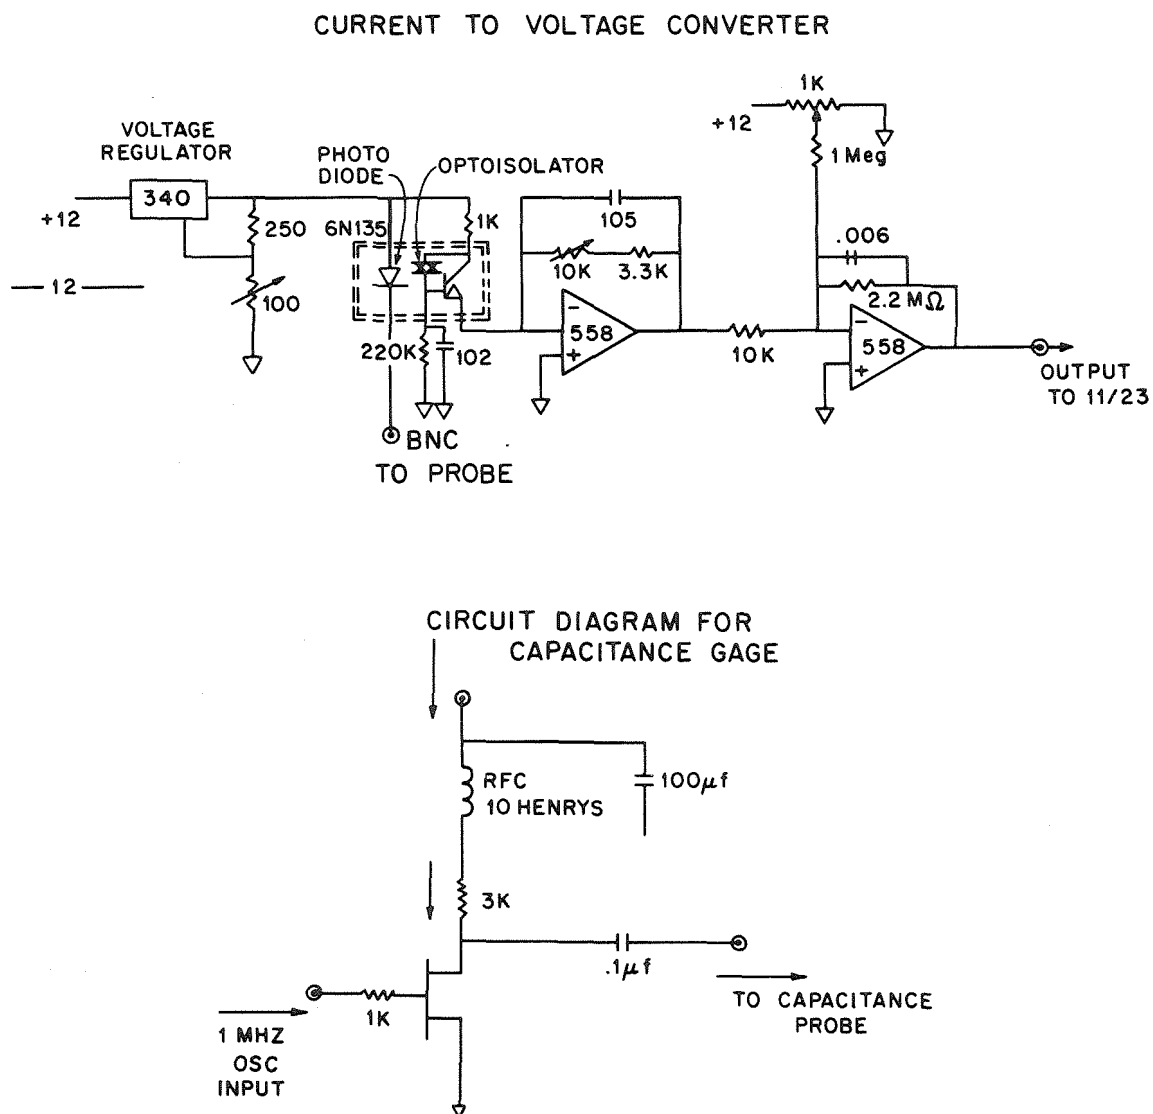 CURRENT TO VOLTAGE CONVERTER
1K
+12
1 Meg
VOLTAGE
REGULATOR
PHOTO
DIODE
OPTOISOLATOR
340
+12
250
6N135
1K
105
.006
10K
3.3K
2.2 MΩ
-12
100
558
558
220K
102
10K
OUTPUT
TO 11/23
BNC
TO PROBE
CIRCUIT DIAGRAM FOR
CAPACITANCE GAGE
RFC
10 HENRYS
100μf
3K
.1μf
1K
TO CAPACITANCE
PROBE
1 MHZ
OSC
INPUT
-
+
-
+